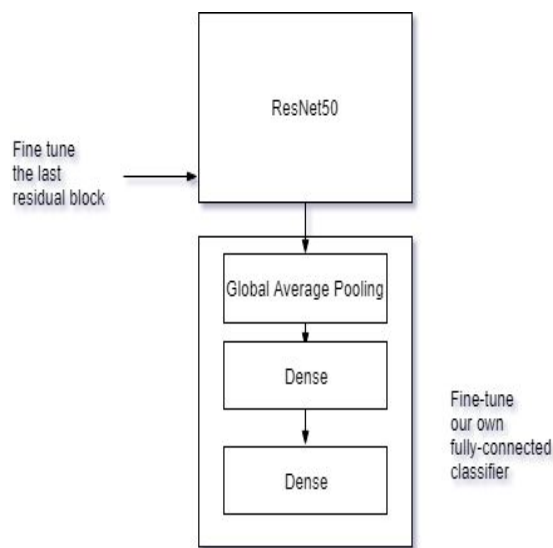 ResNet50
Fine tune
the last
residual block
Global Average Pooling
Dense
Fine-tune
our own
fully-connected
classifier
Dense